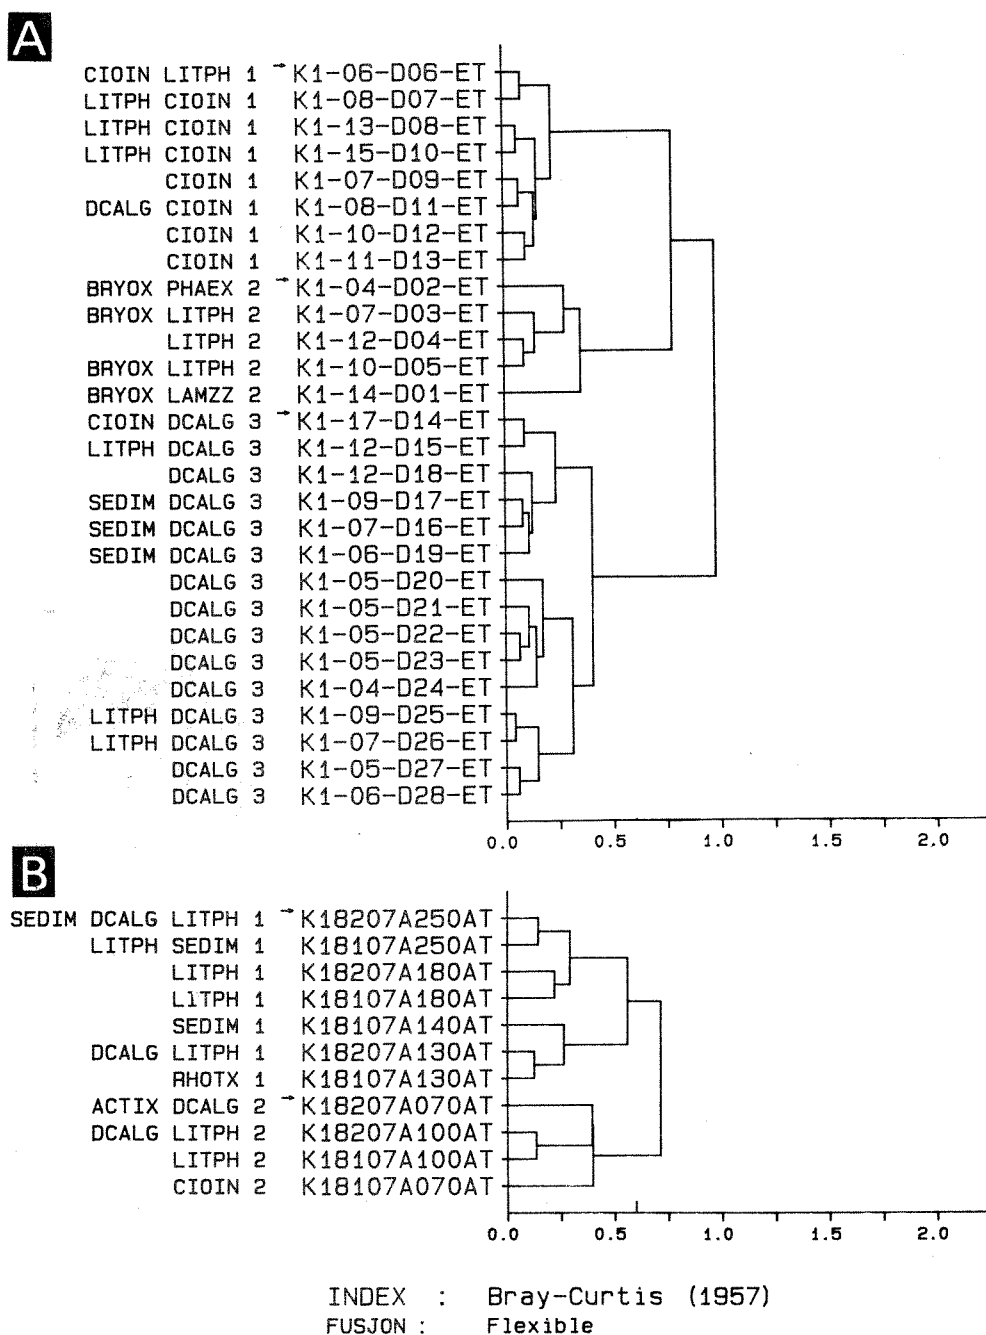 A
CIOIN LITPH 1 → K1-06-D06-ET
LITPH CIOIN 1 K1-08-D07-ET
LITPH CIOIN 1 K1-13-D08-ET
LITPH CIOIN 1 K1-15-D10-ET
CIOIN 1 K1-07-D09-ET
DCALG CIOIN 1 K1-08-D11-ET
CIOIN 1 K1-10-D12-ET
CIOIN 1 K1-11-D13-ET
BRYOX PHAEX 2 → K1-04-D02-ET
BRYOX LITPH 2 K1-07-D03-ET
LITPH 2 K1-12-D04-ET
BRYOX LITPH 2 K1-10-D05-ET
BRYOX LAMZZ 2 K1-14-D01-ET
CIOIN DCALG 3 → K1-17-D14-ET
LITPH DCALG 3 K1-12-D15-ET
DCALG 3 K1-12-D18-ET
SEDIM DCALG 3 K1-09-D17-ET
SEDIM DCALG 3 K1-07-D16-ET
SEDIM DCALG 3 K1-06-D19-ET
DCALG 3 K1-05-D20-ET
DCALG 3 K1-05-D21-ET
DCALG 3 K1-05-D22-ET
DCALG 3 K1-05-D23-ET
DCALG 3 K1-04-D24-ET
LITPH DCALG 3 K1-09-D25-ET
LITPH DCALG 3 K1-07-D26-ET
DCALG 3 K1-05-D27-ET
DCALG 3 K1-06-D28-ET
0.0 0.5 1.0 1.5 2.0
B
SEDIM DCALG LITPH 1 → K18207A250AT
LITPH SEDIM 1 K18107A250AT
LITPH 1 K18207A180AT
LITPH 1 K18107A180AT
SEDIM 1 K18107A140AT
DCALG LITPH 1 K18207A130AT
RHOTX 1 K18107A130AT
ACTIX DCALG 2 → K18207A070AT
DCALG LITPH 2 K18207A100AT
LITPH 2 K18107A100AT
CIOIN 2 K18107A070AT
0.0 0.5 1.0 1.5 2.0
INDEX : Bray-Curtis (1957)
FUSJON : Flexible